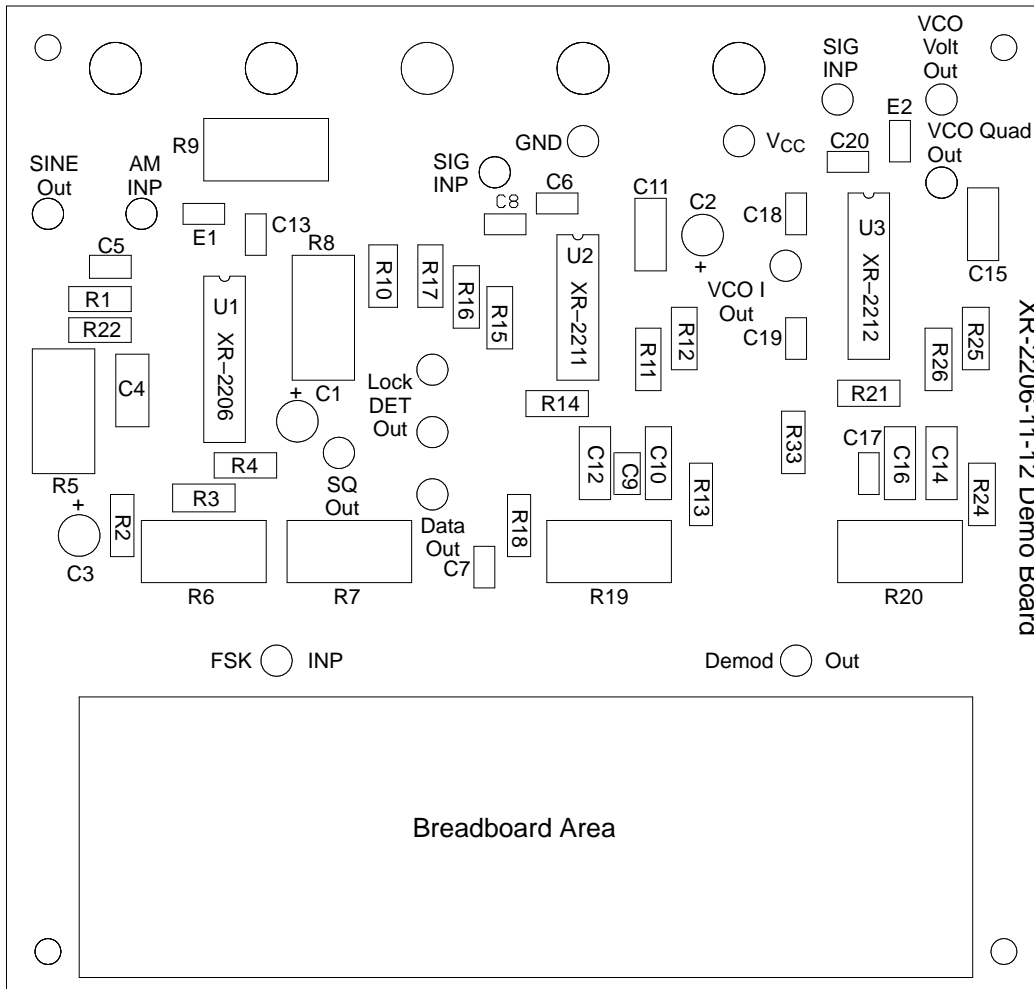 VCO
Volt
Out
SIG
INP
E2
R9
GND
VCC
C20
VCO Quad
Out
SINE
Out
AM
INP
SIG
INP
C6
C11
C2
C8
C18
E1
C13
R8
U2
XR–2211
U3
XR–2212
C5
R10
R17
+
VCO I
Out
C15
R1
U1
XR–2206
R16
R15
R22
R12
R11
C19
R25
R26
XR-2206-11-12 Demo Board
C4
Lock
DET
Out
+
C1
R14
R21
R33
C12
C9
C10
C17
C16
C14
R4
R5
SQ
Out
R3
R13
R24
+
R2
Data
Out
R18
C3
C7
R6
R7
R19
R20
FSK INP
Demod Out
Breadboard Area